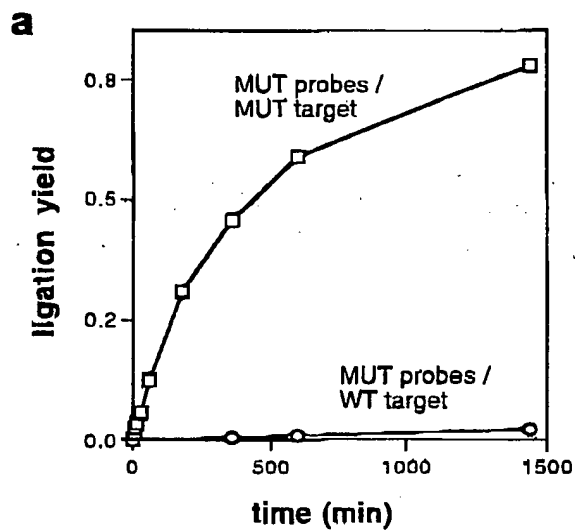 a
0.8
MUT probes /
MUT target
0.5
ligation yield
0.2
MUT probes /
WT target
0.0
0 500 1000 1500
time (min)